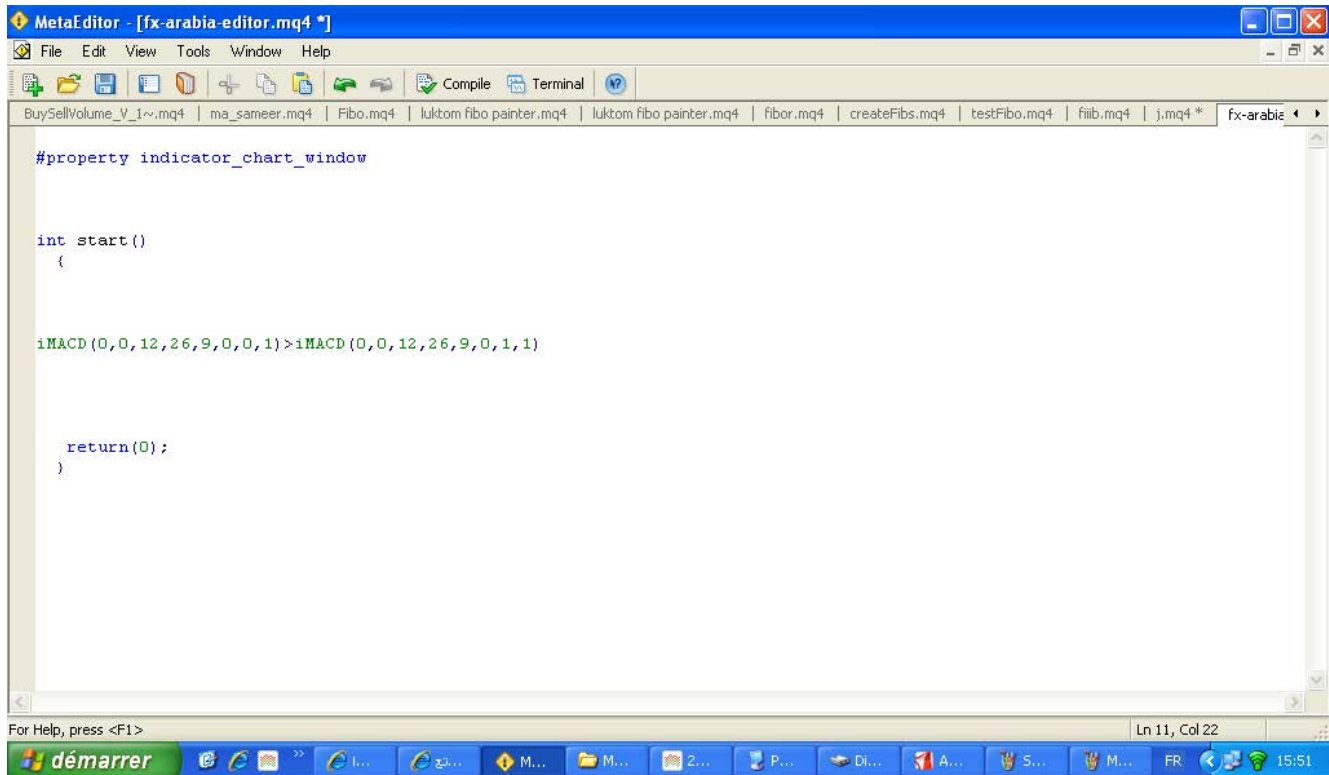 MetaEditor - [fx-arabia-editor.mq4 *]
File Edit View Tools Window Help
Compile Terminal
BuySellVolume_V_1~.mq4 | ma_sameer.mq4 | Fibo.mq4 | luktom fibo painter.mq4 | luktom fibo painter.mq4 | fibor.mq4 | createFibs.mq4 | testFibo.mq4 | fiiib.mq4 | j.mq4 * | fx-arabia
#property indicator_chart_window
int start()
{
iMACD(0,0,12,26,9,0,0,1)>iMACD(0,0,12,26,9,0,1,1)
return(0);
}
For Help, press <F1> Ln 11, Col 22
démarrer I... تع... M... M... 2... P... Di... A... S... M... FR 15:51